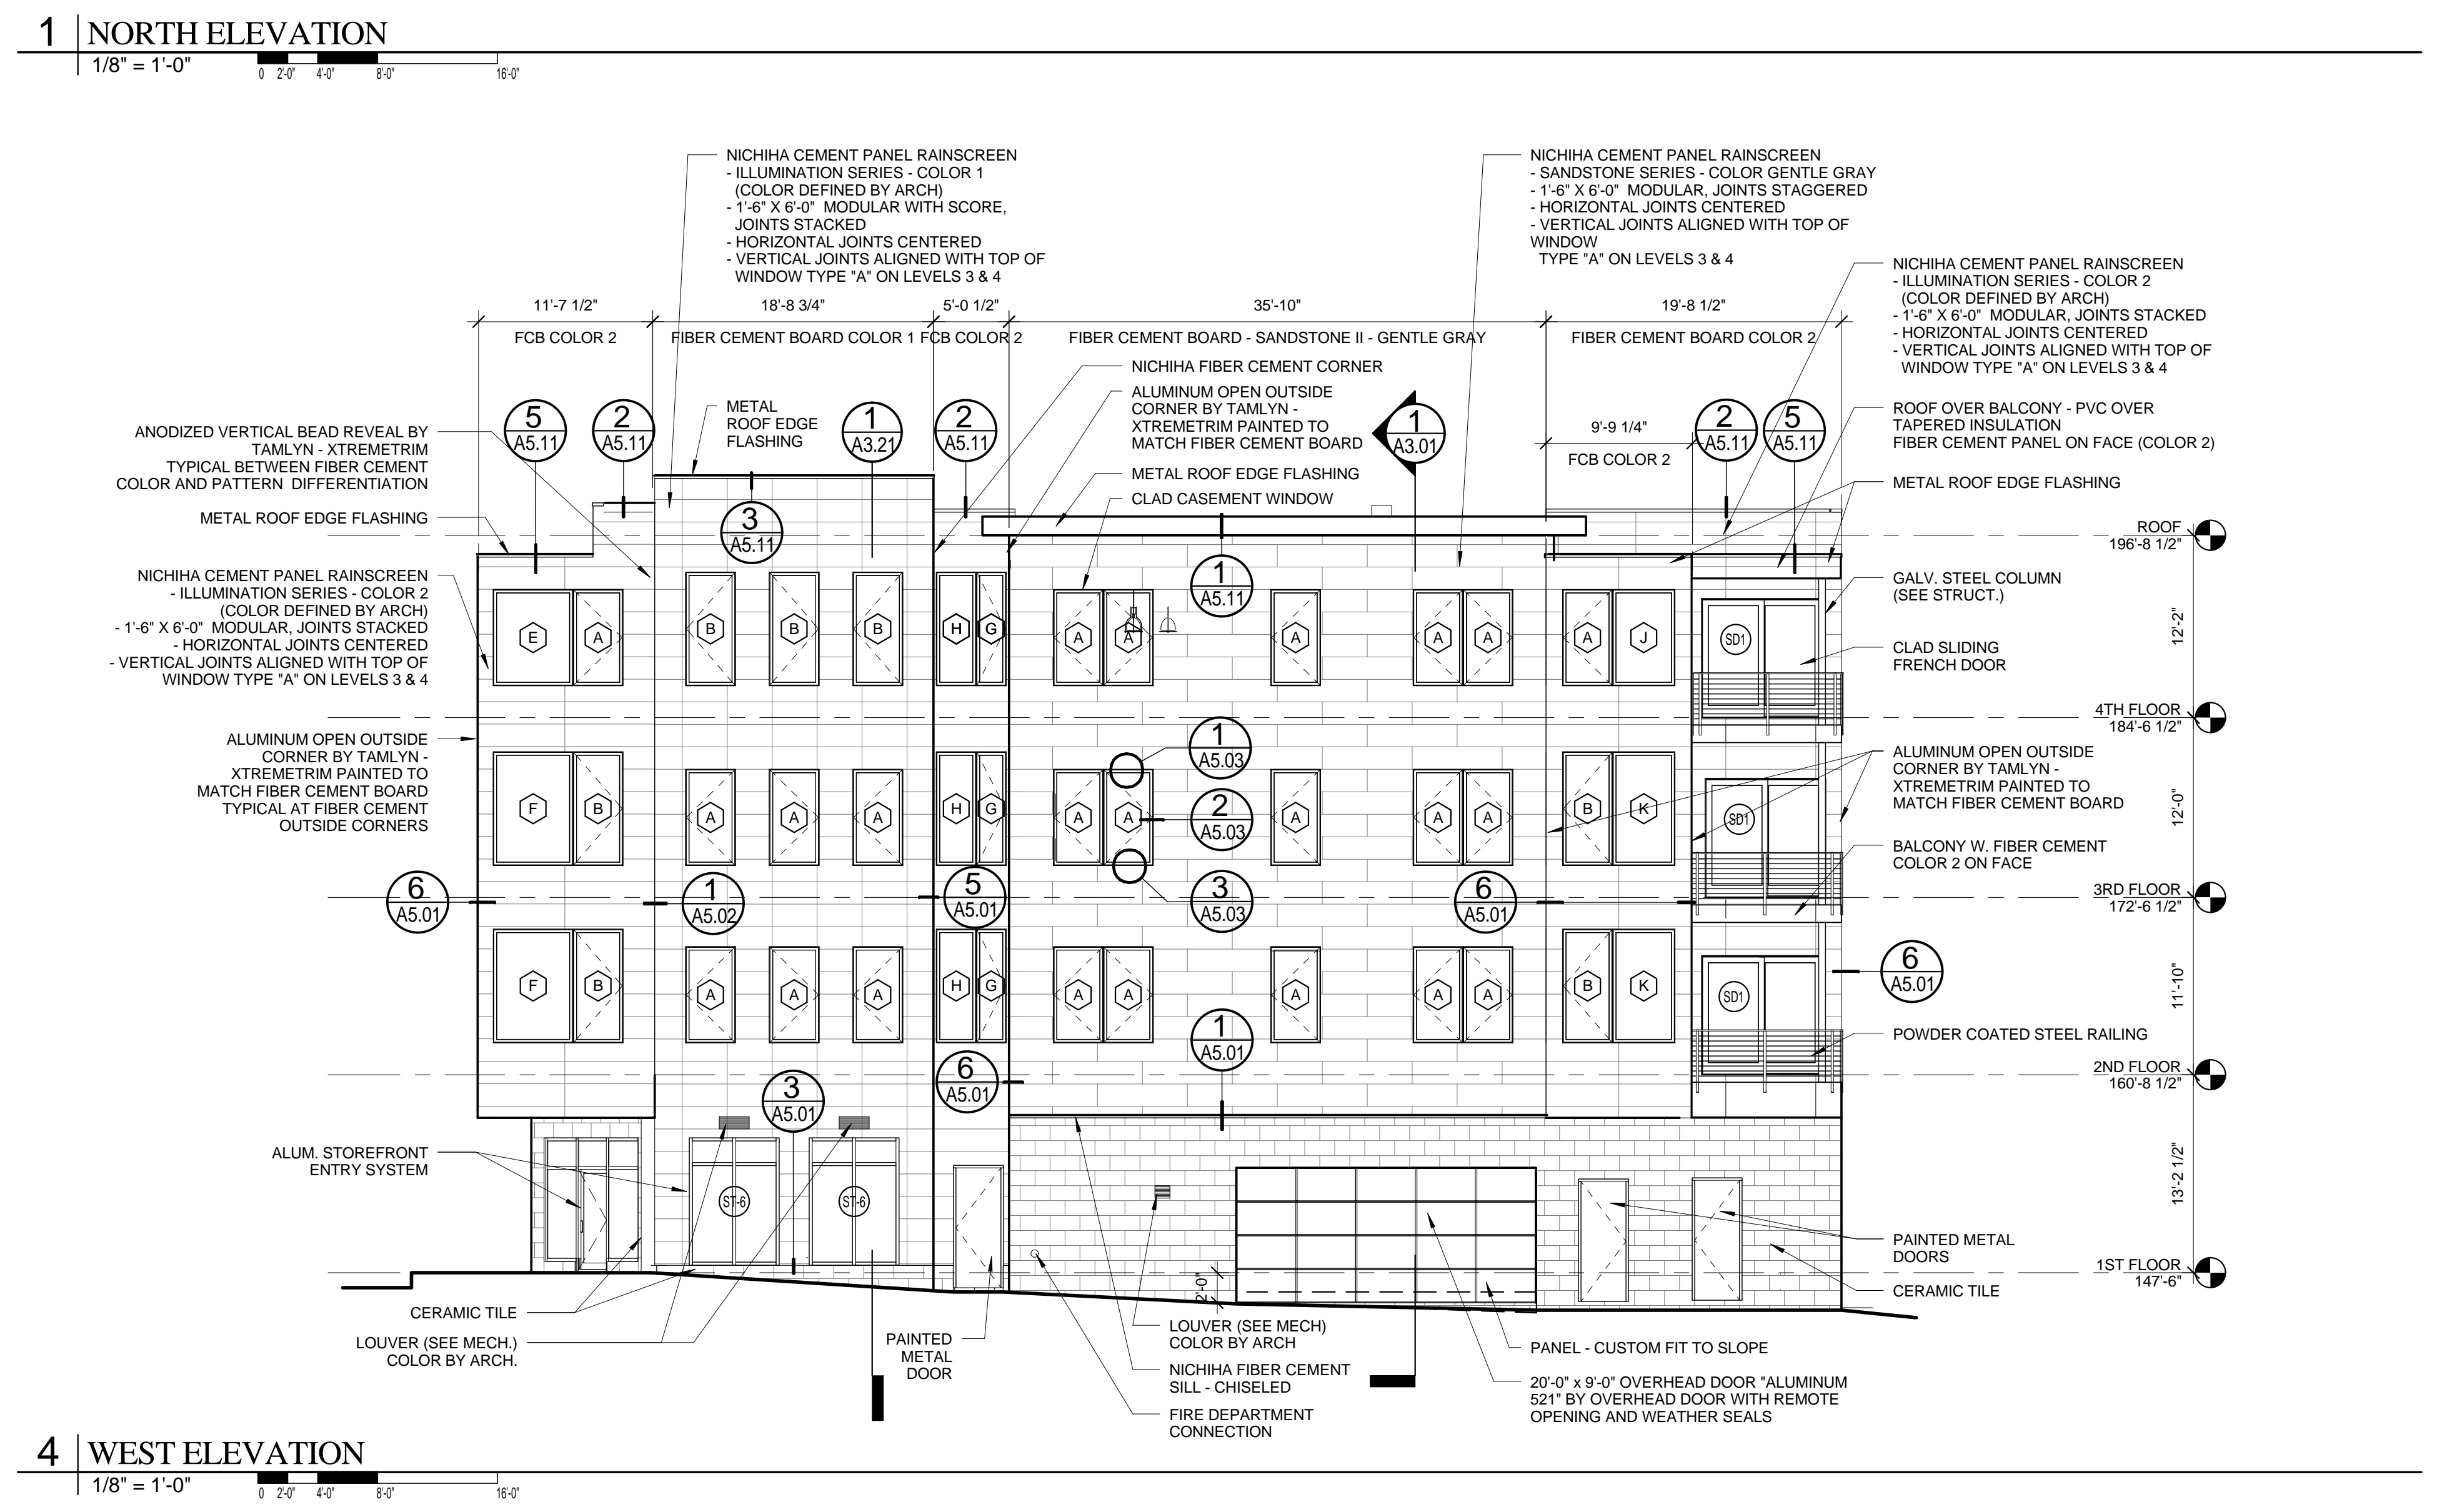 1 NORTH ELEVATION
1/8" = 1'-0"
0 2'-0" 4'-0" 8'-0" 16'-0"
NICHIHA CEMENT PANEL RAINSCREEN
- ILLUMINATION SERIES - COLOR 1
(COLOR DEFINED BY ARCH)
- 1'-6" X 6'-0" MODULAR WITH SCORE,
JOINTS STACKED
- HORIZONTAL JOINTS CENTERED
- VERTICAL JOINTS ALIGNED WITH TOP OF
WINDOW TYPE "A" ON LEVELS 3 & 4
NICHIHA CEMENT PANEL RAINSCREEN
- SANDSTONE SERIES - COLOR GENTLE GRAY
- 1'-6" X 6'-0" MODULAR, JOINTS STAGGERED
- HORIZONTAL JOINTS CENTERED
- VERTICAL JOINTS ALIGNED WITH TOP OF
WINDOW
TYPE "A" ON LEVELS 3 & 4
NICHIHA CEMENT PANEL RAINSCREEN
- ILLUMINATION SERIES - COLOR 2
(COLOR DEFINED BY ARCH)
- 1'-6" X 6'-0" MODULAR, JOINTS STACKED
- HORIZONTAL JOINTS CENTERED
- VERTICAL JOINTS ALIGNED WITH TOP OF
WINDOW TYPE "A" ON LEVELS 3 & 4
11'-7 1/2" 18'-8 3/4" 5'-0 1/2" 35'-10" 19'-8 1/2"
FCB COLOR 2 FIBER CEMENT BOARD COLOR 1 FCB COLOR 2 FIBER CEMENT BOARD - SANDSTONE II - GENTLE GRAY FIBER CEMENT BOARD COLOR 2
NICHIHA FIBER CEMENT CORNER
ALUMINUM OPEN OUTSIDE
CORNER BY TAMLYN -
XTREMETRIM PAINTED TO
MATCH FIBER CEMENT BOARD
METAL ROOF EDGE FLASHING
CLAD CASEMENT WINDOW
METAL
ROOF EDGE
FLASHING
9'-9 1/4"
FCB COLOR 2
5 2 1 2 1 2 5
A5.11 A5.11 A3.21 A5.11 A3.01 A5.11 A5.11
3
A5.11
1
A5.11
ANODIZED VERTICAL BEAD REVEAL BY
TAMLYN - XTREMETRIM
TYPICAL BETWEEN FIBER CEMENT
COLOR AND PATTERN DIFFERENTIATION
METAL ROOF EDGE FLASHING
NICHIHA CEMENT PANEL RAINSCREEN
- ILLUMINATION SERIES - COLOR 2
(COLOR DEFINED BY ARCH)
- 1'-6" X 6'-0" MODULAR, JOINTS STACKED
- HORIZONTAL JOINTS CENTERED
- VERTICAL JOINTS ALIGNED WITH TOP OF
WINDOW TYPE "A" ON LEVELS 3 & 4
ALUMINUM OPEN OUTSIDE
CORNER BY TAMLYN -
XTREMETRIM PAINTED TO
MATCH FIBER CEMENT BOARD
TYPICAL AT FIBER CEMENT
OUTSIDE CORNERS
ROOF OVER BALCONY - PVC OVER
TAPERED INSULATION
FIBER CEMENT PANEL ON FACE (COLOR 2)
METAL ROOF EDGE FLASHING
GALV. STEEL COLUMN
(SEE STRUCT.)
CLAD SLIDING
FRENCH DOOR
ALUMINUM OPEN OUTSIDE
CORNER BY TAMLYN -
XTREMETRIM PAINTED TO
MATCH FIBER CEMENT BOARD
BALCONY W. FIBER CEMENT
COLOR 2 ON FACE
POWDER COATED STEEL RAILING
ROOF
196'-8 1/2"
12'-2"
4TH FLOOR
184'-6 1/2"
12'-0"
3RD FLOOR
172'-6 1/2"
11'-10"
2ND FLOOR
160'-8 1/2"
13'-2 1/2"
1ST FLOOR
147'-6"
E A B B B H G A A A A A A J SD1
1
A5.03
F B A A A H G A A A A A B K SD1
2
A5.03
6 1 5 3 6
A5.01 A5.02 A5.01 A5.03 A5.01
F B A A A H G A A A A A B K SD1
6
A5.01
1
A5.01
6
A5.01
3
A5.01
ST-6 ST-6
2'-0"
ALUM. STOREFRONT
ENTRY SYSTEM
CERAMIC TILE
LOUVER (SEE MECH.)
COLOR BY ARCH.
PAINTED
METAL
DOOR
LOUVER (SEE MECH)
COLOR BY ARCH
NICHIHA FIBER CEMENT
SILL - CHISELED
FIRE DEPARTMENT
CONNECTION
PAINTED METAL
DOORS
CERAMIC TILE
PANEL - CUSTOM FIT TO SLOPE
20'-0" x 9'-0" OVERHEAD DOOR "ALUMINUM
521" BY OVERHEAD DOOR WITH REMOTE
OPENING AND WEATHER SEALS
4 WEST ELEVATION
1/8" = 1'-0"
0 2'-0" 4'-0" 8'-0" 16'-0"